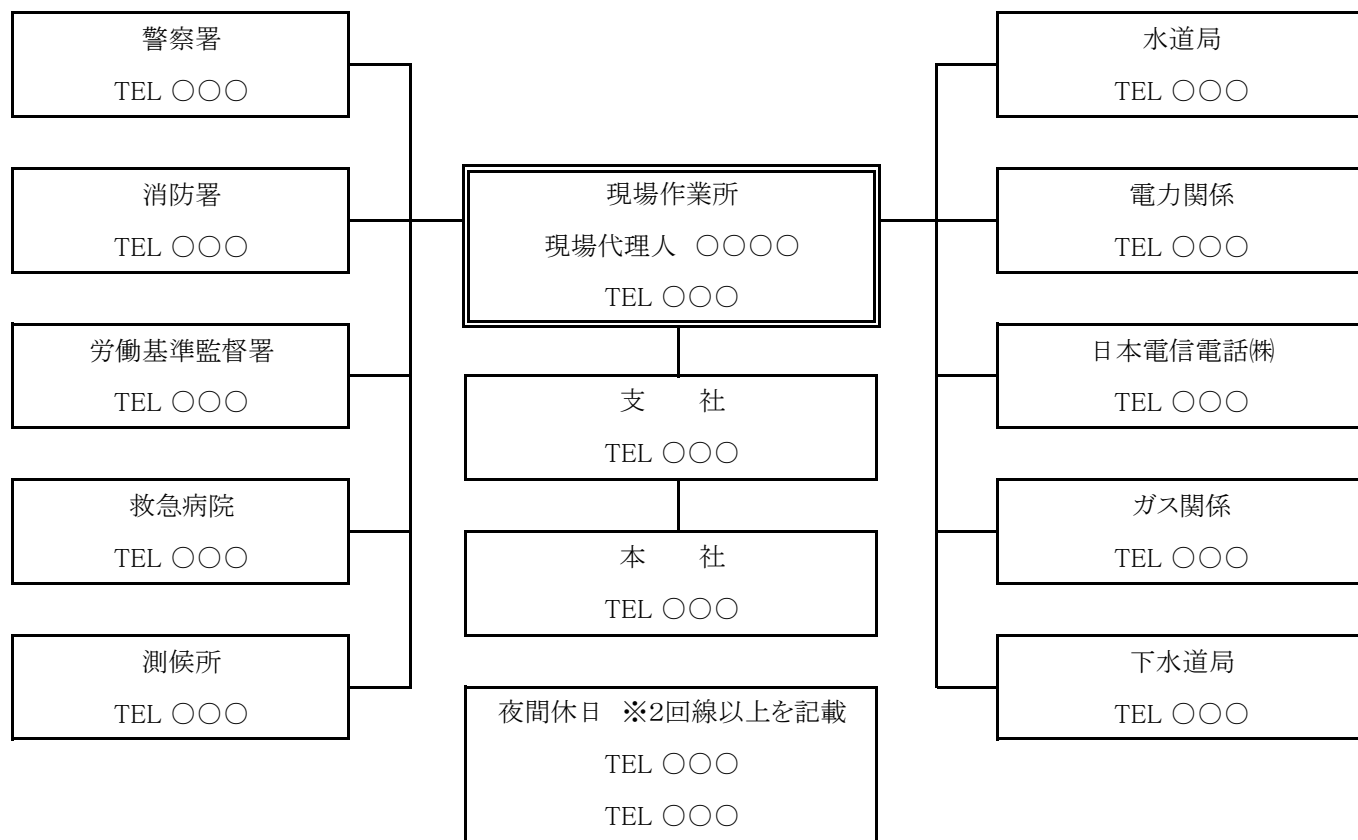 警察署
TEL ○○○
消防署
TEL ○○○
労働基準監督署
TEL ○○○
救急病院
TEL ○○○
測候所
TEL ○○○
現場作業所
現場代理人 ○○○○
TEL ○○○
支 社
TEL ○○○
本 社
TEL ○○○
夜間休日 ※2回線以上を記載
TEL ○○○
TEL ○○○
水道局
TEL ○○○
電力関係
TEL ○○○
日本電信電話㈱
TEL ○○○
ガス関係
TEL ○○○
下水道局
TEL ○○○